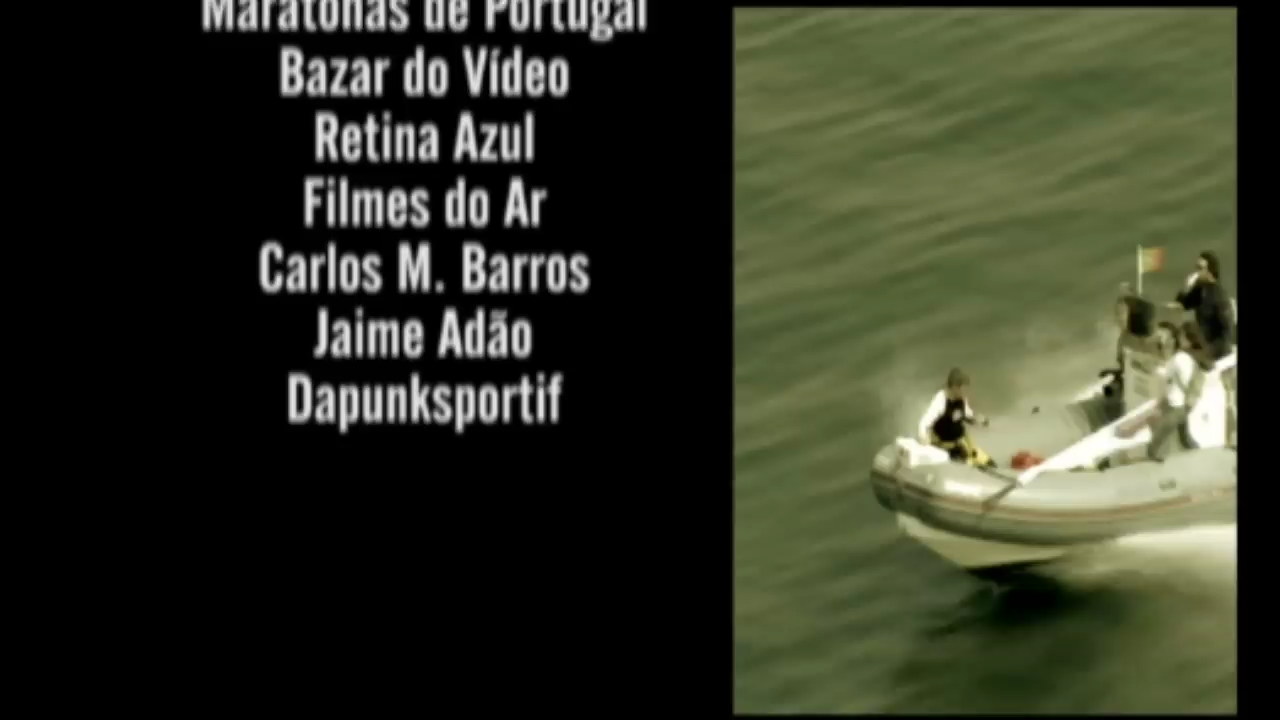 Maratonas de Portugal
Bazar do Vídeo
Retina Azul
Filmes do Ar
Carlos M. Barros
Jaime Adão
Dapunksportif